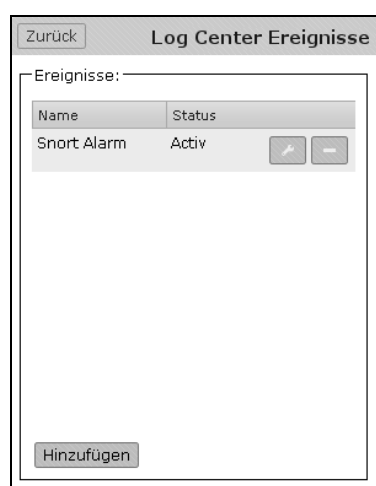 Zurück Log Center Ereignisse
Ereignisse:
Name Status
Snort Alarm Activ
Hinzufügen